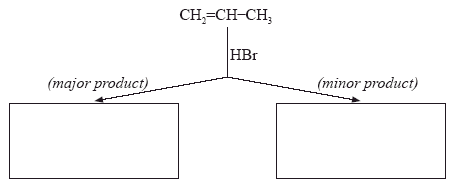 CH₂=CH−CH₃
HBr
(major product)
(minor product)